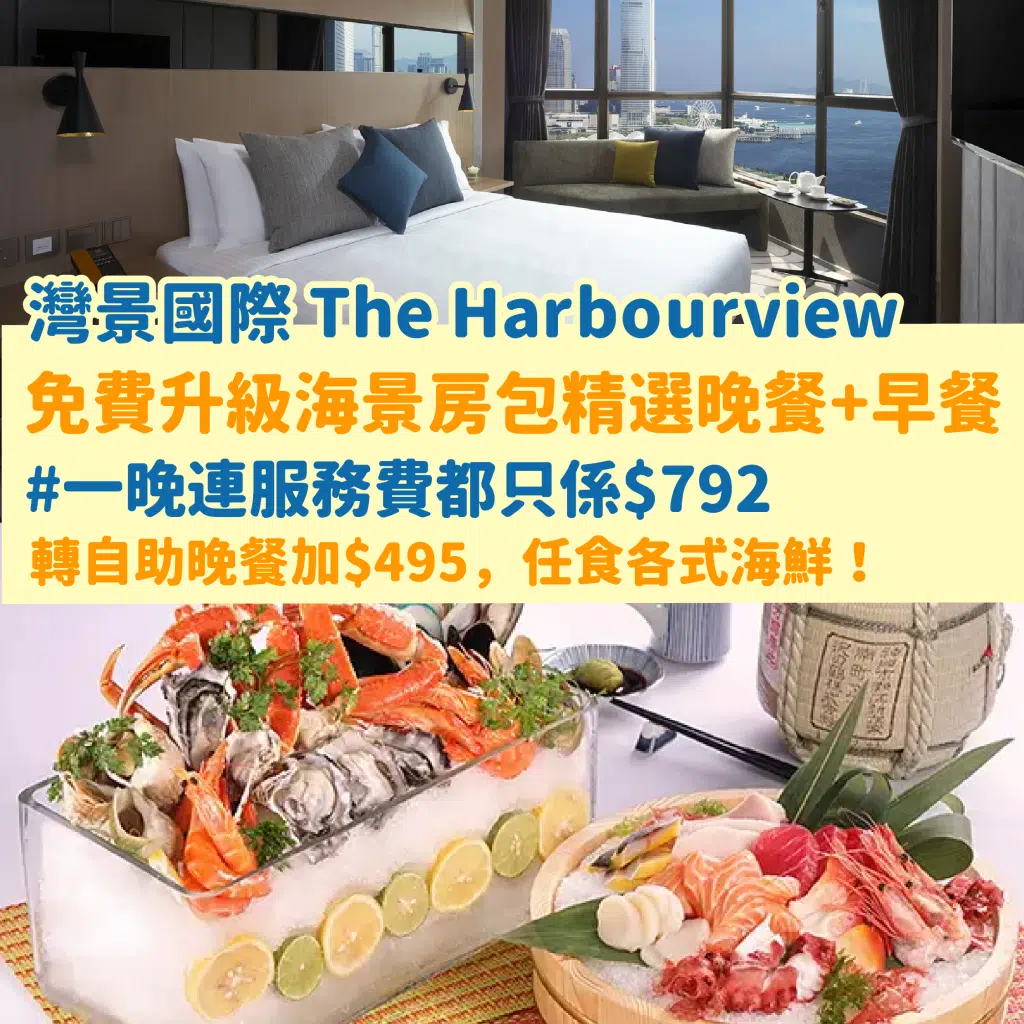 灣景國際 The Harbourview
免費升級海景房包精選晚餐+早餐
#一晚連服務費都只係$792
轉自助晚餐加$495，任食各式海鮮！